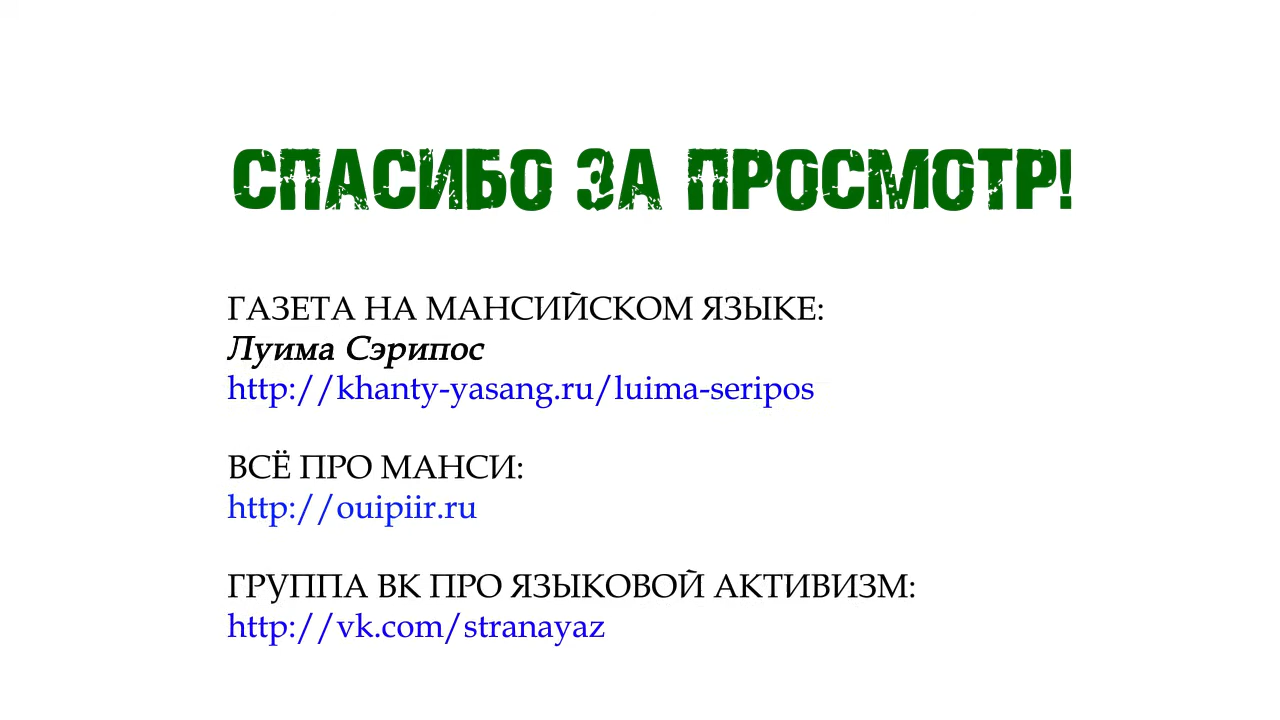 СПАСИБО ЗА ПРОСМОТР!
ГАЗЕТА НА МАНСИЙСКОМ ЯЗЫКЕ:
Луима Сэрипос
http://khanty-yasang.ru/luima-seripos
ВСЁ ПРО МАНСИ:
http://ouipiir.ru
ГРУППА ВК ПРО ЯЗЫКОВОЙ АКТИВИЗМ:
http://vk.com/stranayaz